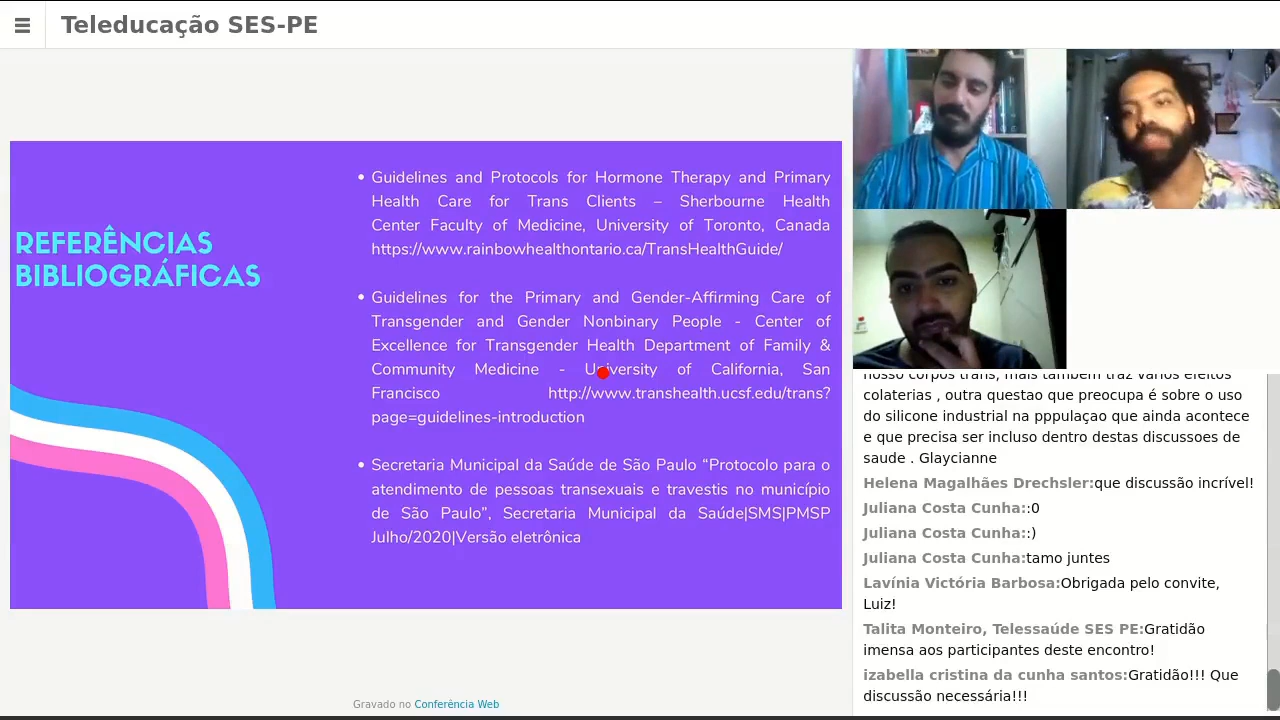 Teleducação SES-PE
REFERÊNCIAS
BIBLIOGRÁFICAS
Guidelines and Protocols for Hormone Therapy and Primary
Health Care for Trans Clients – Sherbourne Health
Center Faculty of Medicine, University of Toronto, Canada
https://www.rainbowhealthontario.ca/TransHealthGuide/
Guidelines for the Primary and Gender-Affirming Care of
Transgender and Gender Nonbinary People - Center of
Excellence for Transgender Health Department of Family &
Community Medicine - University of California, San
Francisco http://www.transhealth.ucsf.edu/trans?
page=guidelines-introduction
Secretaria Municipal da Saúde de São Paulo “Protocolo para o
atendimento de pessoas transexuais e travestis no município
de São Paulo”, Secretaria Municipal da Saúde|SMS|PMSP
Julho/2020|Versão eletrônica
Gravado no Conferência Web
nosso corpos trans, mais também traz varios efeitos
colaterias , outra questao que preocupa é sobre o uso
do silicone industrial na pppulaçao que ainda acontece
e que precisa ser incluso dentro destas discussoes de
saude . Glaycianne
Helena Magalhães Drechsler:que discussão incrível!
Juliana Costa Cunha::0
Juliana Costa Cunha::)
Juliana Costa Cunha:tamo juntes
Lavínia Victória Barbosa:Obrigada pelo convite,
Luiz!
Talita Monteiro, Telessaúde SES PE:Gratidão
imensa aos participantes deste encontro!
izabella cristina da cunha santos:Gratidão!!! Que
discussão necessária!!!